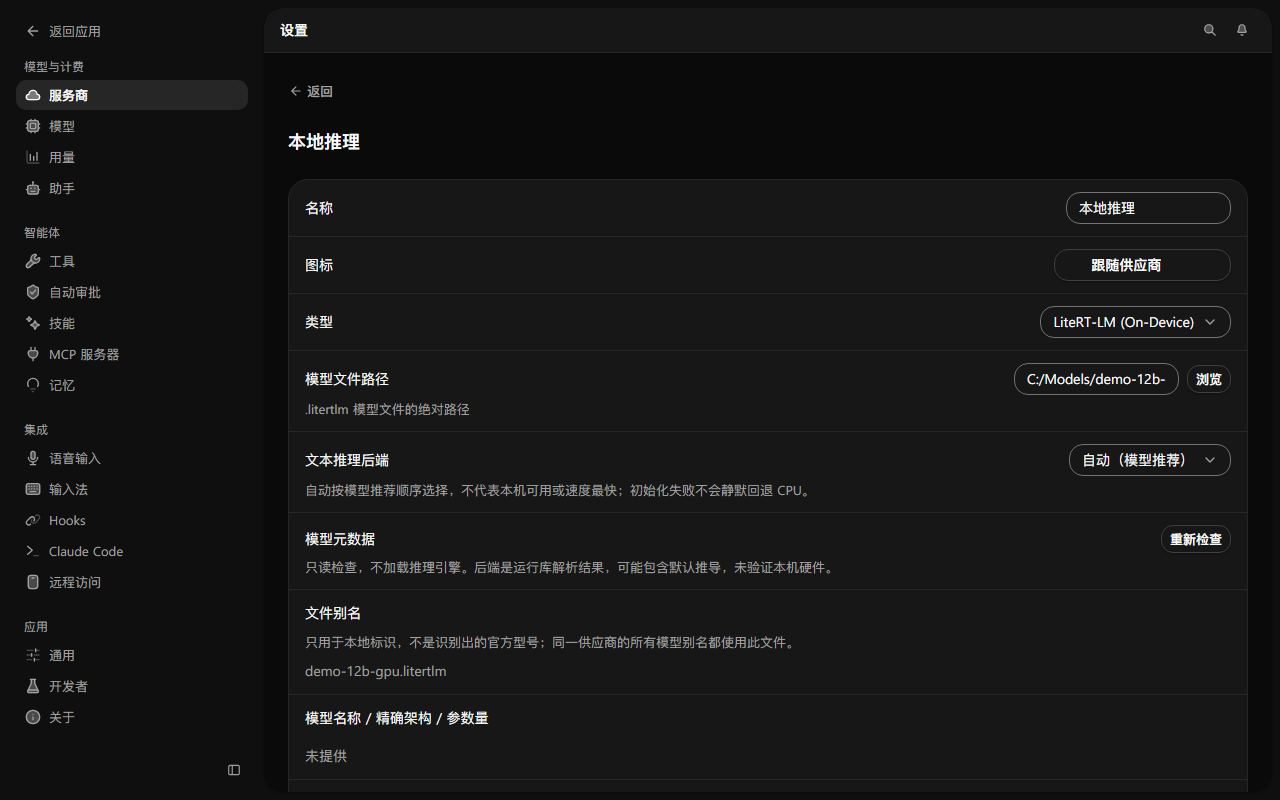 返回应用
模型与计费
服务商
模型
用量
助手
智能体
工具
自动审批
技能
MCP 服务器
记忆
集成
语音输入
输入法
Hooks
Claude Code
远程访问
应用
通用
开发者
关于
设置
返回
本地推理
名称
本地推理
图标
跟随供应商
类型
LiteRT-LM (On-Device)
模型文件路径
C:/Models/demo-12b-
浏览
.litertlm 模型文件的绝对路径
文本推理后端
自动（模型推荐）
自动按模型推荐顺序选择，不代表本机可用或速度最快；初始化失败不会静默回退 CPU。
模型元数据
重新检查
只读检查，不加载推理引擎。后端是运行库解析结果，可能包含默认推导，未验证本机硬件。
文件别名
只用于本地标识，不是识别出的官方型号；同一供应商的所有模型别名都使用此文件。
demo-12b-gpu.litertlm
模型名称 / 精确架构 / 参数量
未提供